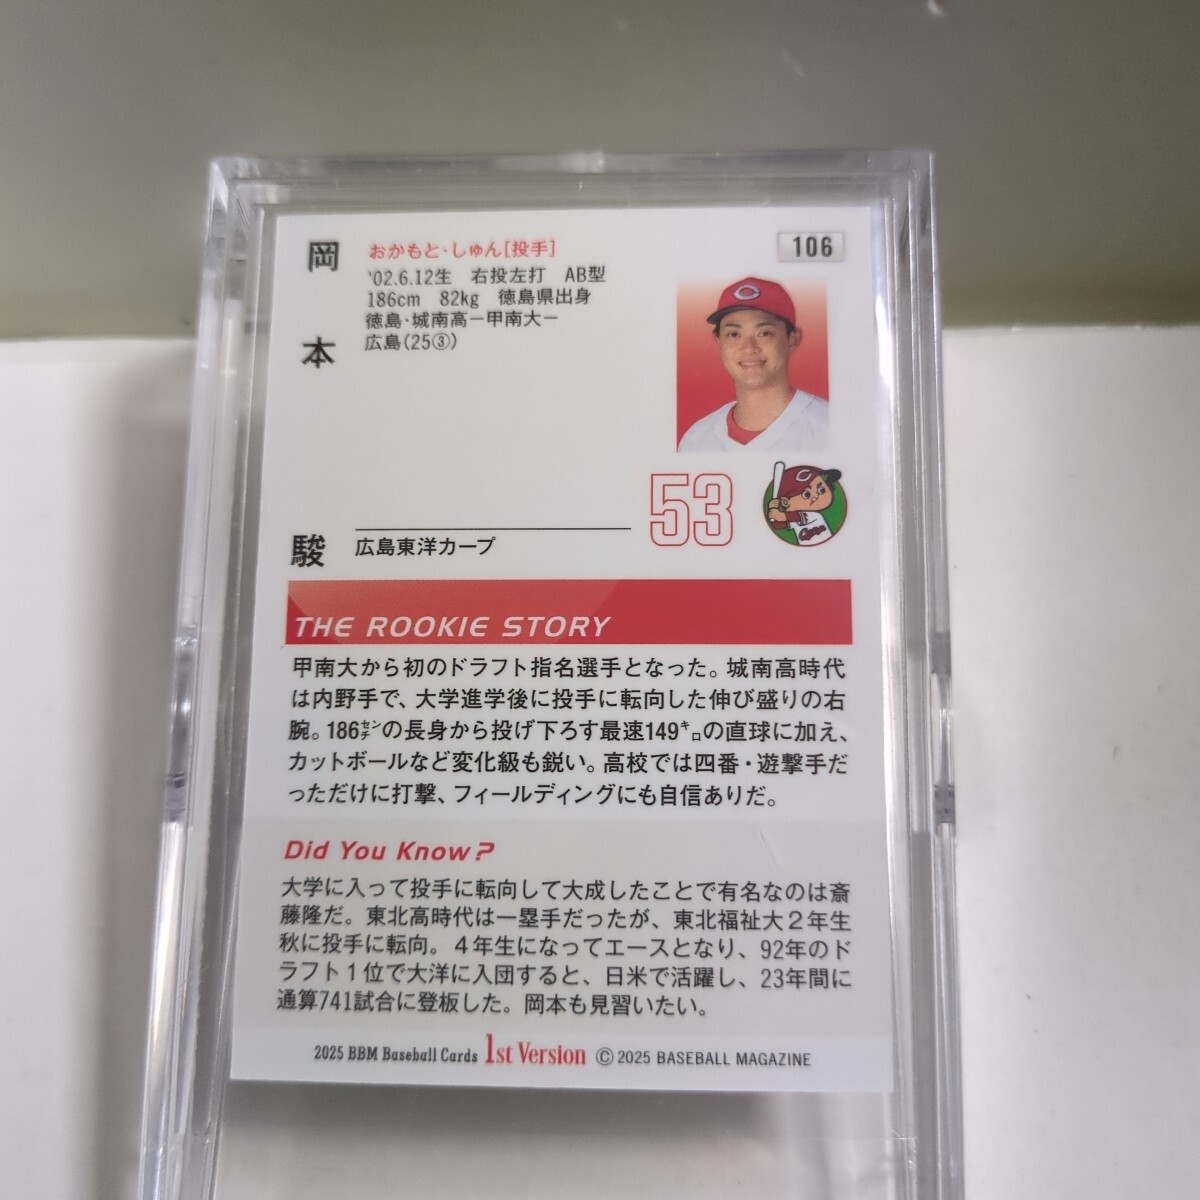 106
岡本 駿
おかもと・しゅん[投手]
'02.6.12生 右投左打 AB型
186cm 82kg 徳島県出身
徳島・城南高－甲南大－
広島(25③)
C
53
Carp
広島東洋カープ
THE ROOKIE STORY
甲南大から初のドラフト指名選手となった。城南高時代
は内野手で、大学進学後に投手に転向した伸び盛りの右
腕。186センチの長身から投げ下ろす最速149キロの直球に加え、
カットボールなど変化級も鋭い。高校では四番・遊撃手だ
っただけに打撃、フィールディングにも自信ありだ。
Did You Know?
大学に入って投手に転向して大成したことで有名なのは斎
藤隆だ。東北高時代は一塁手だったが、東北福祉大２年生
秋に投手に転向。４年生になってエースとなり、92年のド
ラフト１位で大洋に入団すると、日米で活躍し、23年間に
通算741試合に登板した。岡本も見習いたい。
2025 BBM Baseball Cards 1st Version © 2025 BASEBALL MAGAZINE